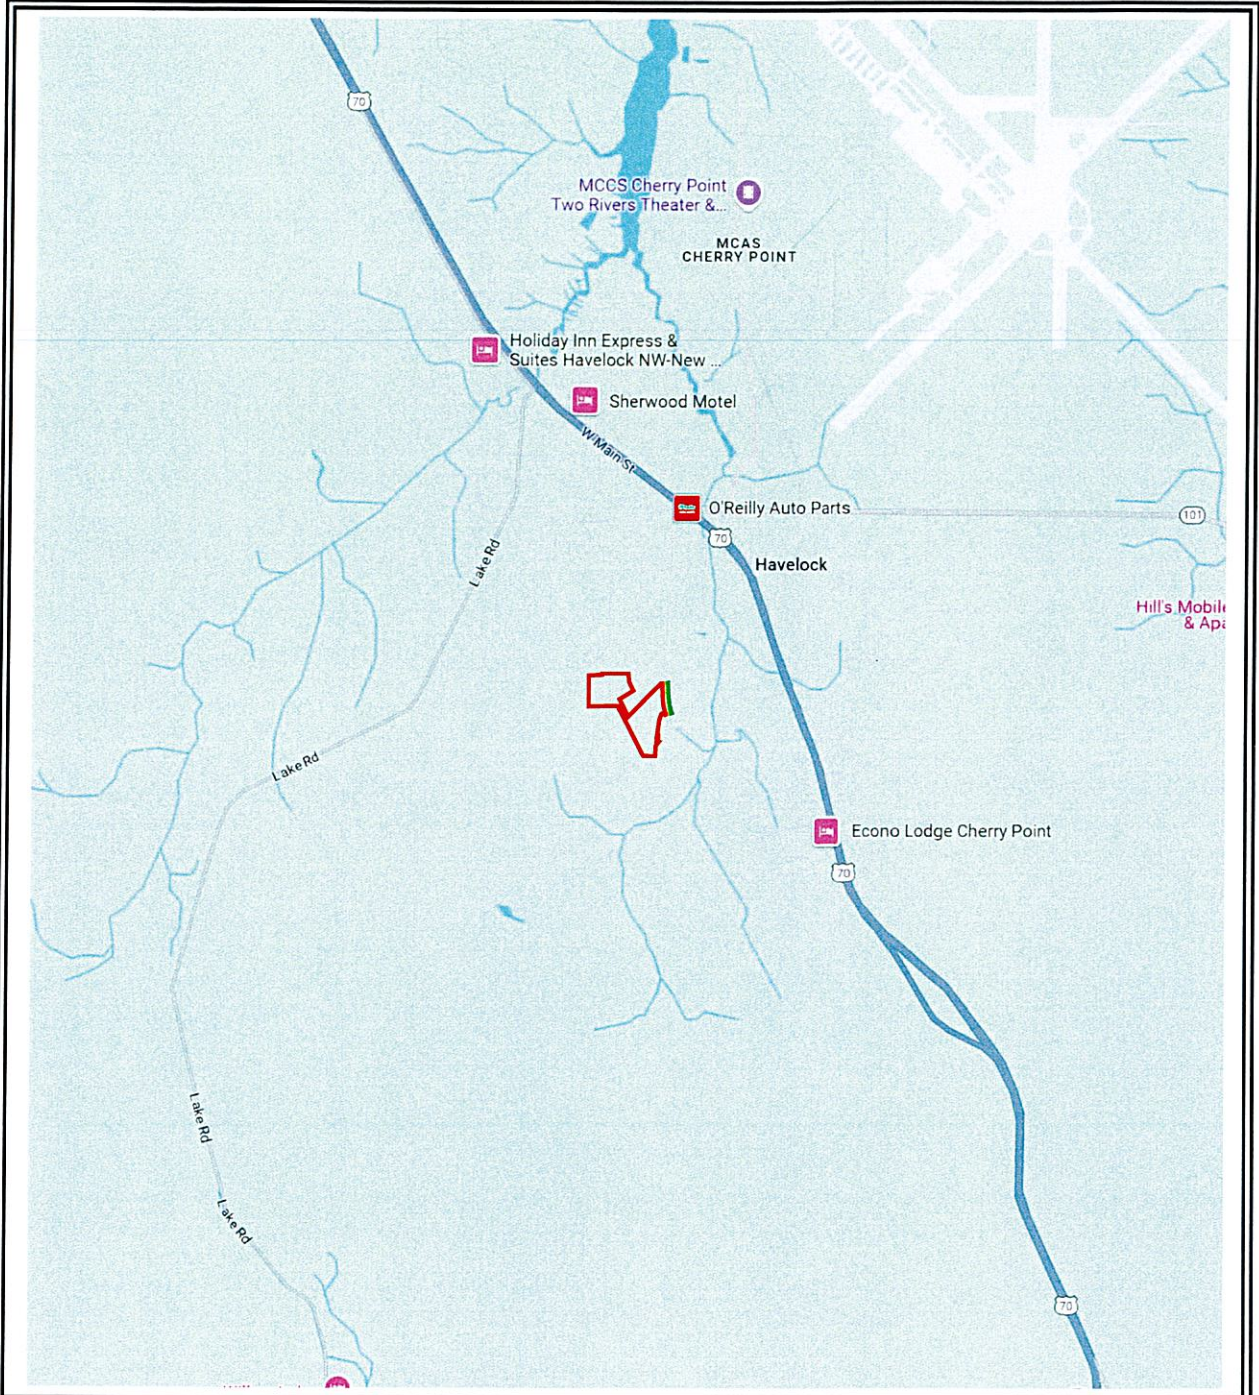 70
MCCS Cherry Point
Two Rivers Theater &...
MCAS
CHERRY POINT
Holiday Inn Express &
Suites Havelock NW-New ...
Sherwood Motel
W Main St
O'Reilly Auto Parts
101
70
Lake Rd
Havelock
Hill's Mobile
& Apa
Lake Rd
Econo Lodge Cherry Point
70
Lake Rd
Lake Rd
70